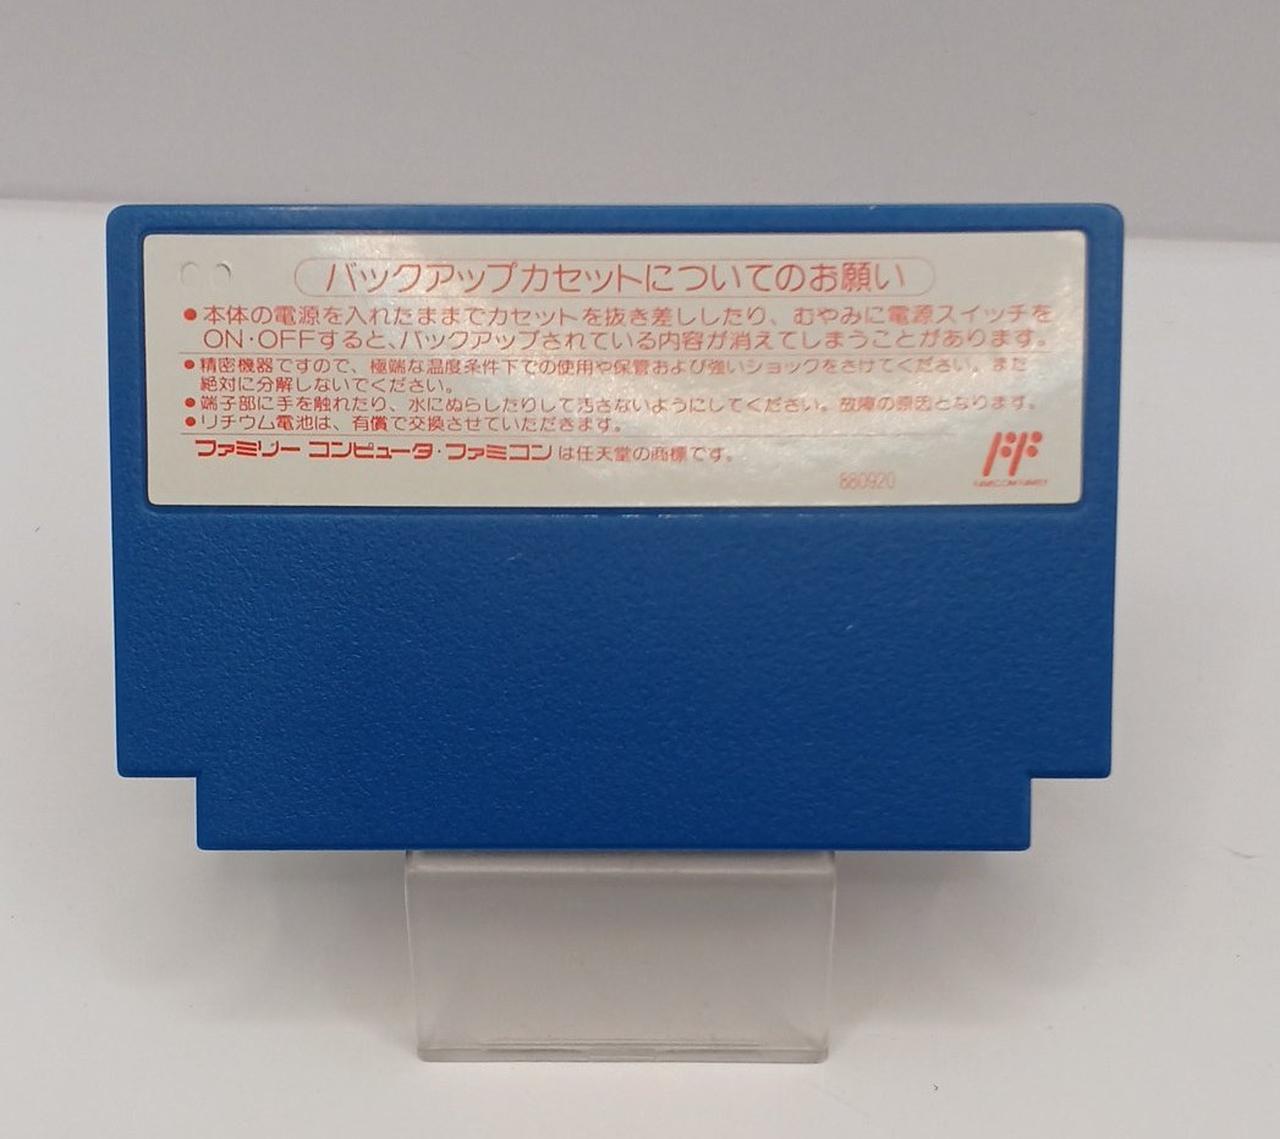 バックアップカセットについてのお願い
●本体の電源を入れたままでカセットを抜き差ししたり、むやみに電源スイッチを
ON・OFFすると、バックアップされている内容が消えてしまうことがあります。
●精密機器ですので、極端な温度条件下での使用や保管および強いショックをさけてください。また
絶対に分解しないでください。
●端子部に手を触れたり、水にぬらしたりして汚さないようにしてください。故障の原因となります。
●リチウム電池は、有償で交換させていただきます。
ファミリー コンピュータ・ファミコンは任天堂の商標です。
880920
FF
FAMICOM FAMILY